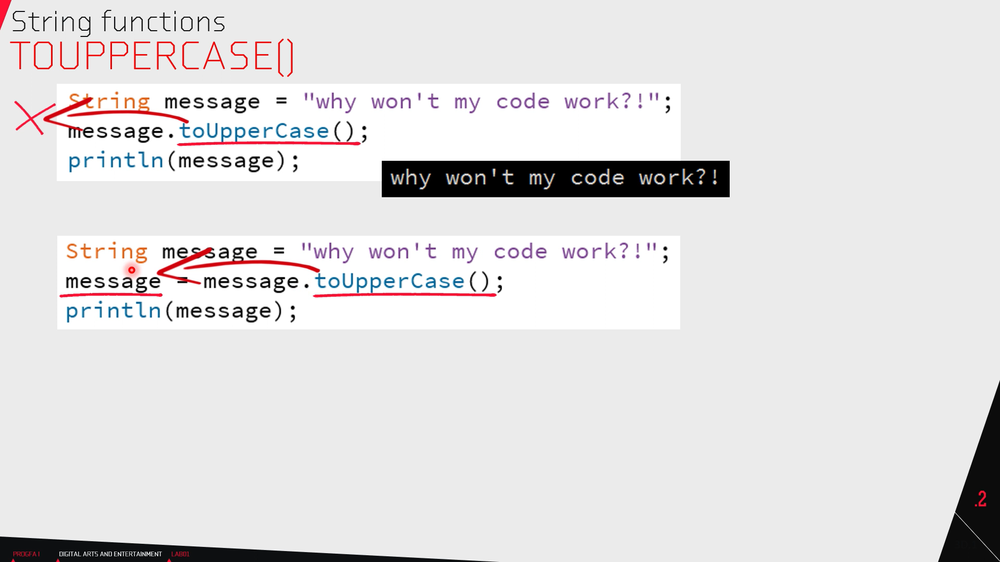 String functions
TOUPPERCASE()
String message = "why won't my code work?!";
message.toUpperCase();
println(message);
why won't my code work?!
String message = "why won't my code work?!";
message = message.toUpperCase();
println(message);
.2
PROGFA I DIGITAL ARTS AND ENTERTAINMENT LAB01